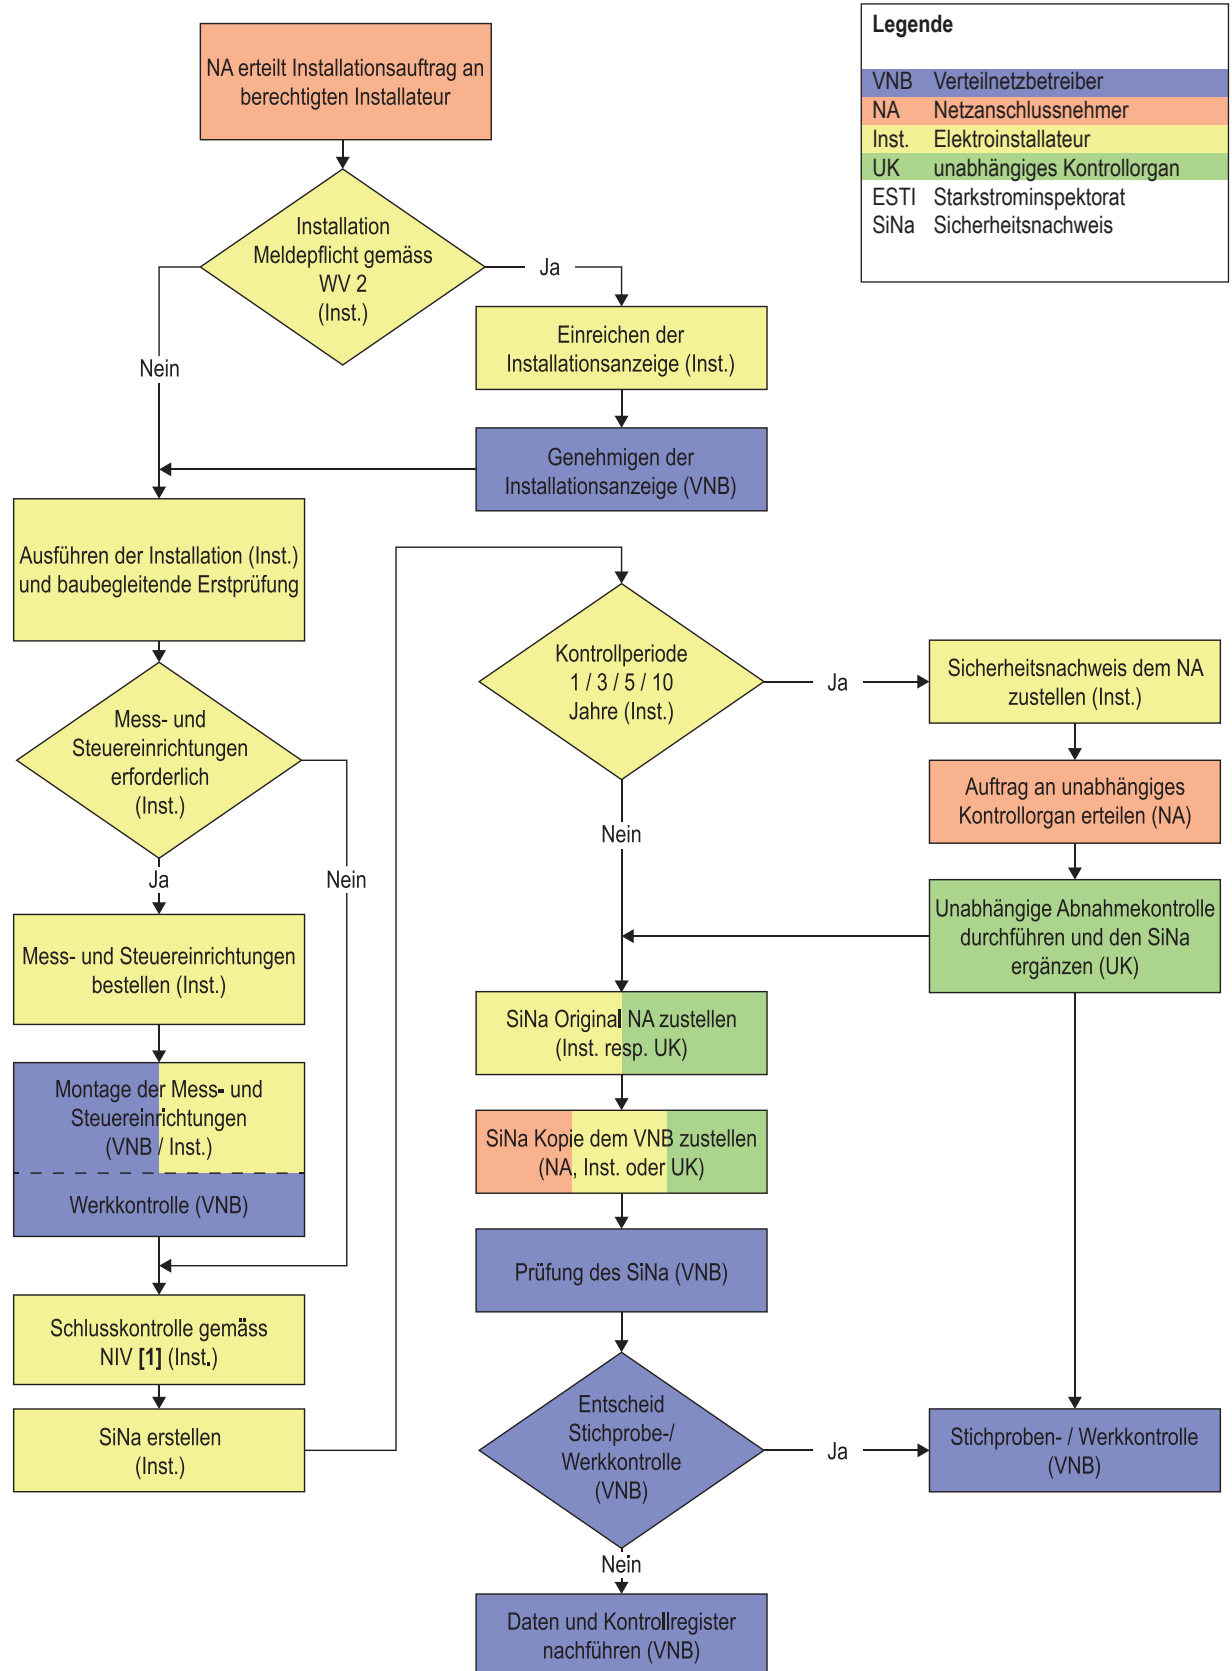 NA erteilt Installationsauftrag an
berechtigten Installateur
Legende
VNB Verteilnetzbetreiber
NA Netzanschlussnehmer
Inst. Elektroinstallateur
UK unabhängiges Kontrollorgan
ESTI Starkstrominspektorat
SiNa Sicherheitsnachweis
Installation
Meldepflicht gemäss
WV 2
(Inst.)
Ja
Nein
Einreichen der
Installationsanzeige (Inst.)
Genehmigen der
Installationsanzeige (VNB)
Ausführen der Installation (Inst.)
und baubegleitende Erstprüfung
Mess- und
Steuereinrichtungen
erforderlich
(Inst.)
Ja
Nein
Mess- und Steuereinrichtungen
bestellen (Inst.)
Montage der Mess- und
Steuereinrichtungen
(VNB / Inst.)
Werkkontrolle (VNB)
Schlusskontrolle gemäss
NIV [1] (Inst.)
SiNa erstellen
(Inst.)
Kontrollperiode
1 / 3 / 5 / 10
Jahre (Inst.)
Ja
Nein
Sicherheitsnachweis dem NA
zustellen (Inst.)
Auftrag an unabhängiges
Kontrollorgan erteilen (NA)
Unabhängige Abnahmekontrolle
durchführen und den SiNa
ergänzen (UK)
SiNa Original NA zustellen
(Inst. resp. UK)
SiNa Kopie dem VNB zustellen
(NA, Inst. oder UK)
Prüfung des SiNa (VNB)
Entscheid
Stichprobe-/
Werkkontrolle
(VNB)
Ja
Stichproben- / Werkkontrolle
(VNB)
Nein
Daten und Kontrollregister
nachführen (VNB)